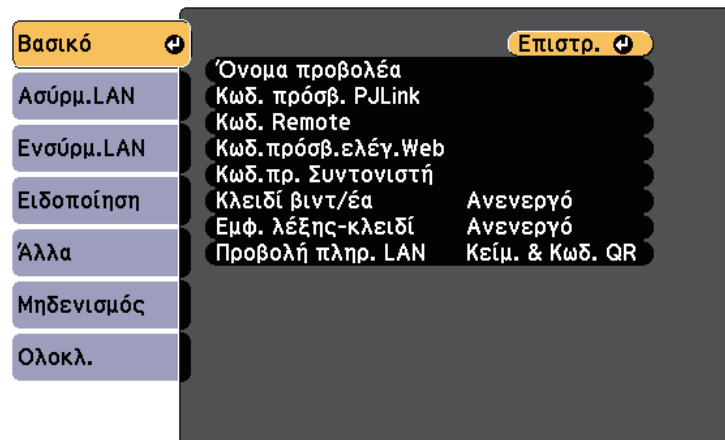 Βασικό
Ασύρμ.LAN
Ενσύρμ.LAN
Ειδοποίηση
Άλλα
Μηδενισμός
Ολοκλ.
Επιστρ.
Όνομα προβολέα
Κωδ. πρόσβ. PJLink
Κωδ. Remote
Κωδ.πρόσβ.ελέγ.Web
Κωδ.πρ. Συντονιστή
Κλειδί βιντ/έα Ανενεργό
Εμφ. λέξης-κλειδί Ανενεργό
Προβολή πληρ. LAN Κείμ. & Κωδ. QR